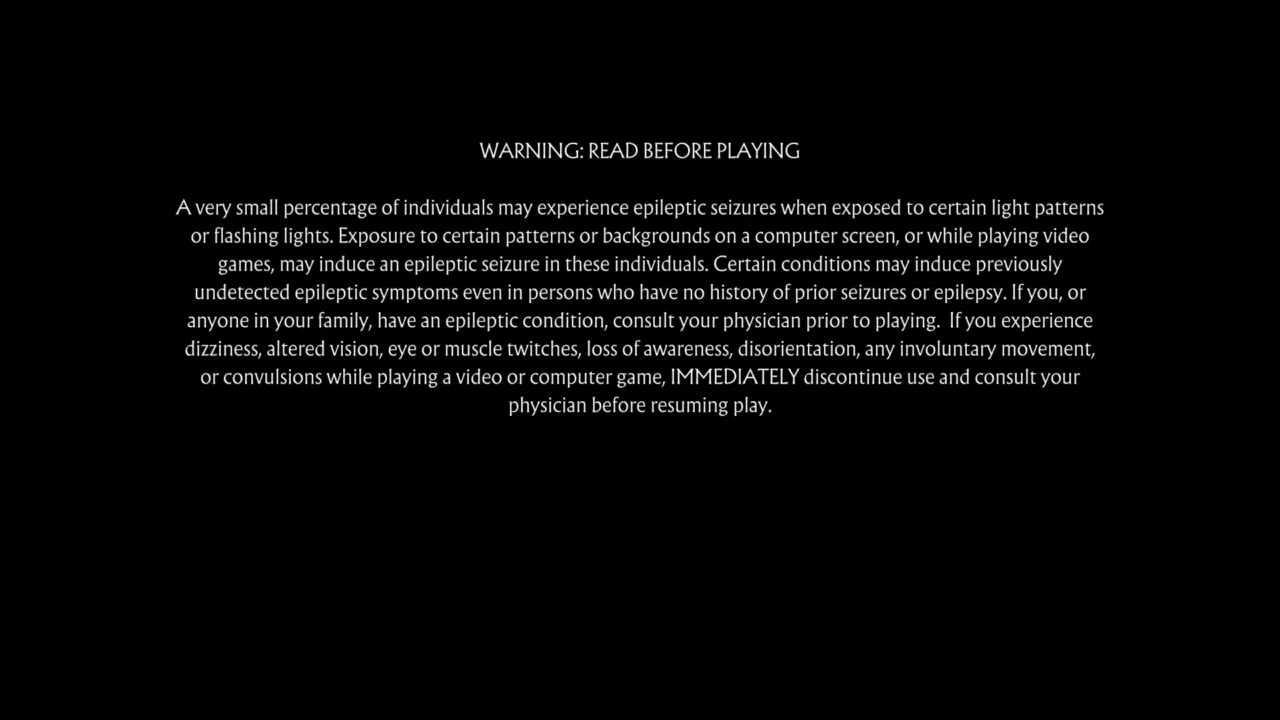 WARNING: READ BEFORE PLAYING
A very small percentage of individuals may experience epileptic seizures when exposed to certain light patterns
or flashing lights. Exposure to certain patterns or backgrounds on a computer screen, or while playing video
games, may induce an epileptic seizure in these individuals. Certain conditions may induce previously
undetected epileptic symptoms even in persons who have no history of prior seizures or epilepsy. If you, or
anyone in your family, have an epileptic condition, consult your physician prior to playing.  If you experience
dizziness, altered vision, eye or muscle twitches, loss of awareness, disorientation, any involuntary movement,
or convulsions while playing a video or computer game, IMMEDIATELY discontinue use and consult your
physician before resuming play.